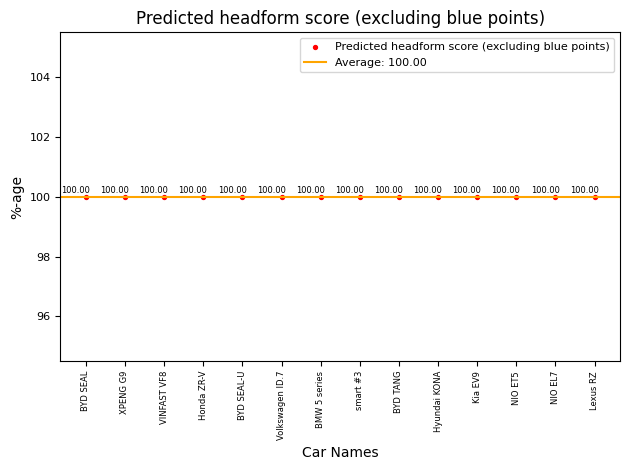 Predicted headform score (excluding blue points)
Predicted headform score (excluding blue points)
Average: 100.00
%-age
104
102
100
98
96
100.00 100.00 100.00 100.00 100.00 100.00 100.00 100.00 100.00 100.00 100.00 100.00 100.00 100.00
BYD SEAL
XPENG G9
VINFAST VF8
Honda ZR-V
BYD SEAL-U
Volkswagen ID.7
BMW 5 series
smart #3
BYD TANG
Hyundai KONA
Kia EV9
NIO ET5
NIO EL7
Lexus RZ
Car Names